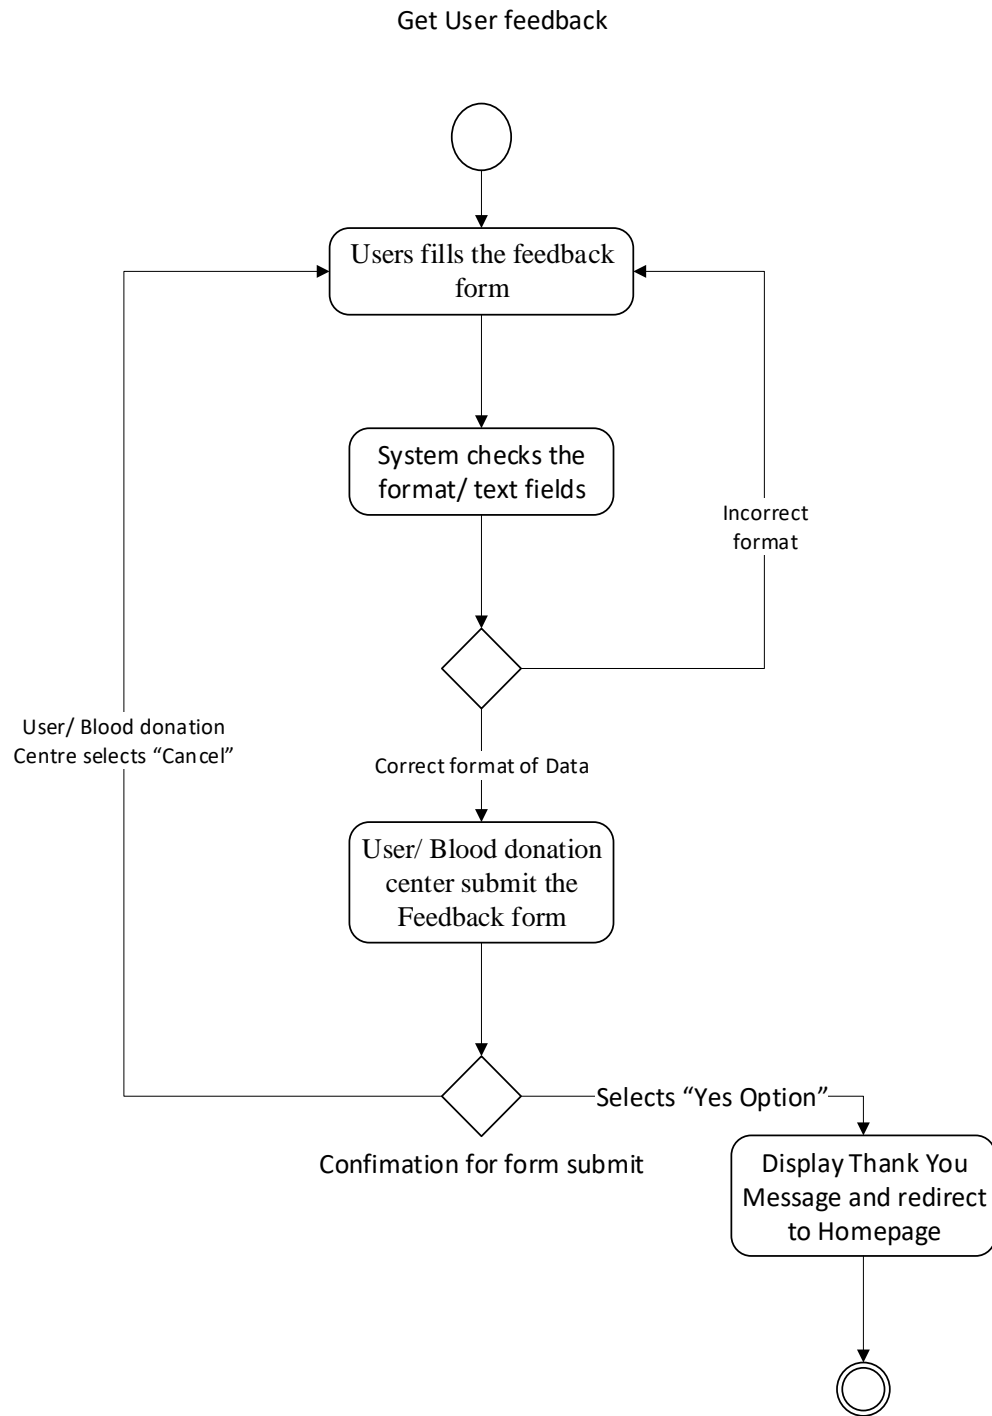 Get User feedback
Users fills the feedback
form
System checks the
format/ text fields
Incorrect
format
User/ Blood donation
Centre selects “Cancel”
Correct format of Data
User/ Blood donation
center submit the
Feedback form
Selects “Yes Option”
Confimation for form submit
Display Thank You
Message and redirect
to Homepage